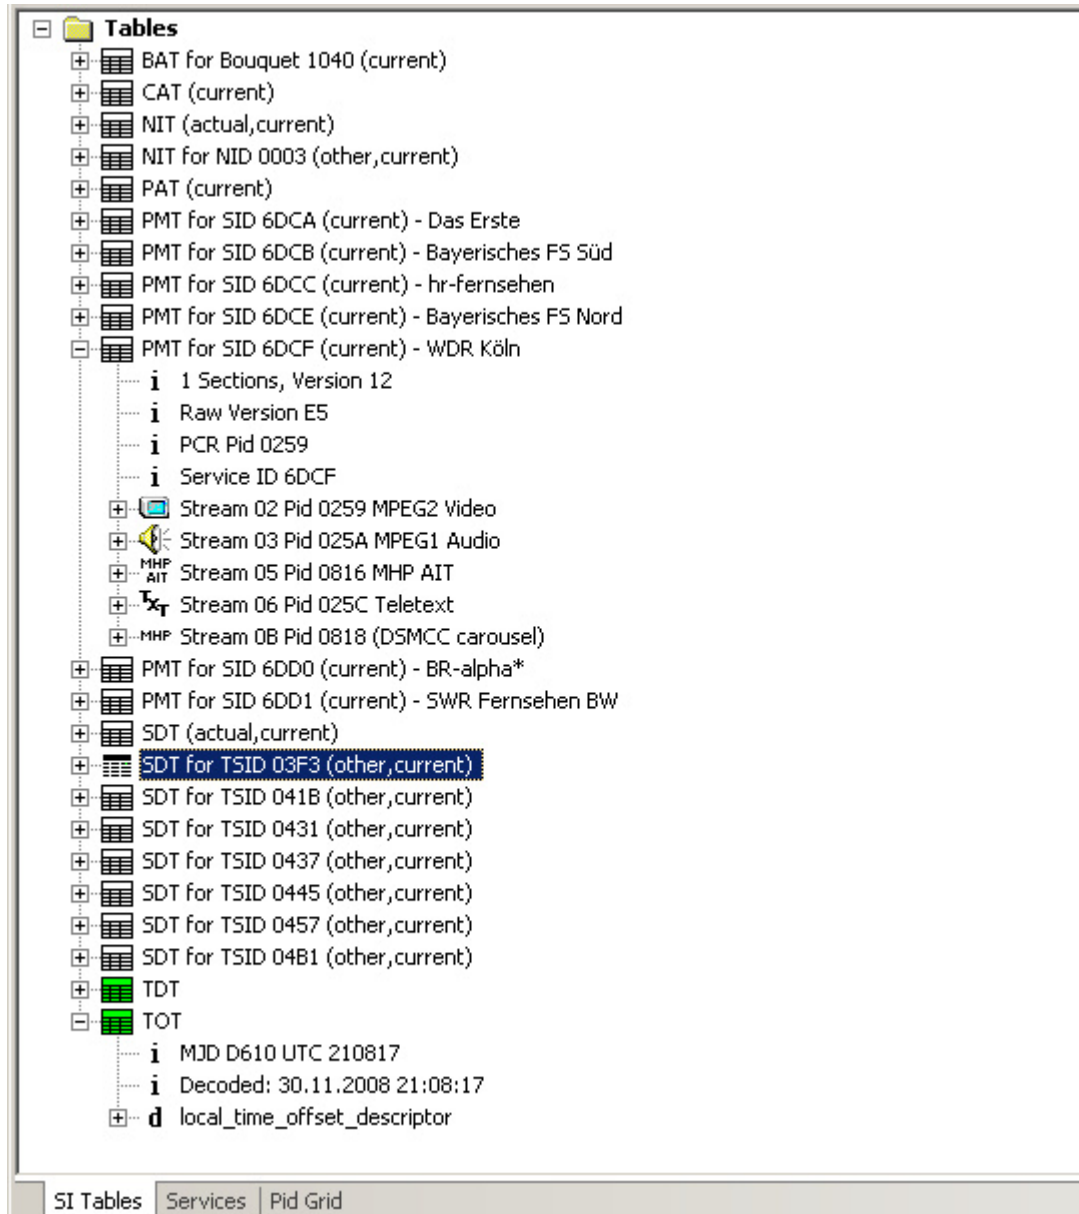 Tables
BAT for Bouquet 1040 (current)
CAT (current)
NIT (actual,current)
NIT for NID 0003 (other,current)
PAT (current)
PMT for SID 6DCA (current) - Das Erste
PMT for SID 6DCB (current) - Bayerisches FS Süd
PMT for SID 6DCC (current) - hr-fernsehen
PMT for SID 6DCE (current) - Bayerisches FS Nord
PMT for SID 6DCF (current) - WDR Köln
i 1 Sections, Version 12
i Raw Version E5
i PCR Pid 0259
i Service ID 6DCF
Stream 02 Pid 0259 MPEG2 Video
Stream 03 Pid 025A MPEG1 Audio
MHP AIT Stream 05 Pid 0816 MHP AIT
TXT Stream 06 Pid 025C Teletext
MHP Stream 0B Pid 0818 (DSMCC carousel)
PMT for SID 6DD0 (current) - BR-alpha*
PMT for SID 6DD1 (current) - SWR Fernsehen BW
SDT (actual,current)
SDT for TSID 03F3 (other,current)
SDT for TSID 041B (other,current)
SDT for TSID 0431 (other,current)
SDT for TSID 0437 (other,current)
SDT for TSID 0445 (other,current)
SDT for TSID 0457 (other,current)
SDT for TSID 04B1 (other,current)
TDT
TOT
i MJD D610 UTC 210817
i Decoded: 30.11.2008 21:08:17
d local_time_offset_descriptor
SI Tables Services Pid Grid